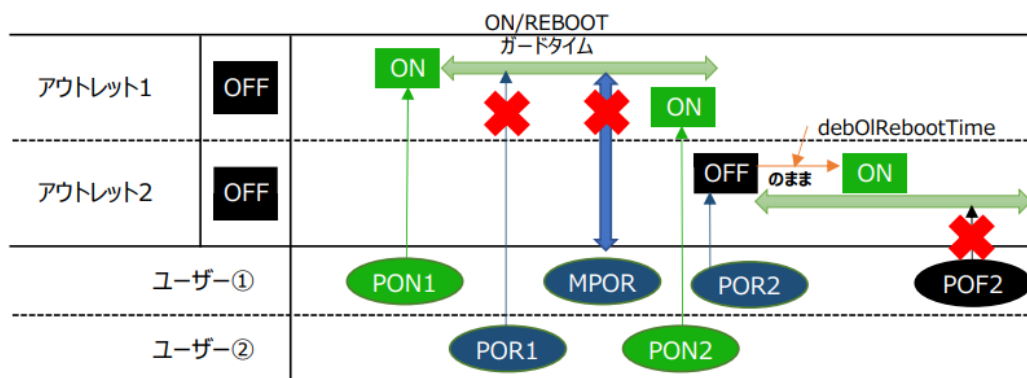 ON/REBOOT
ガードタイム
アウトレット1
OFF
ON
ON
debOlRebootTime
アウトレット2
OFF
OFF
のまま
ON
ユーザー①
PON1
MPOR
POR2
POF2
ユーザー②
POR1
PON2